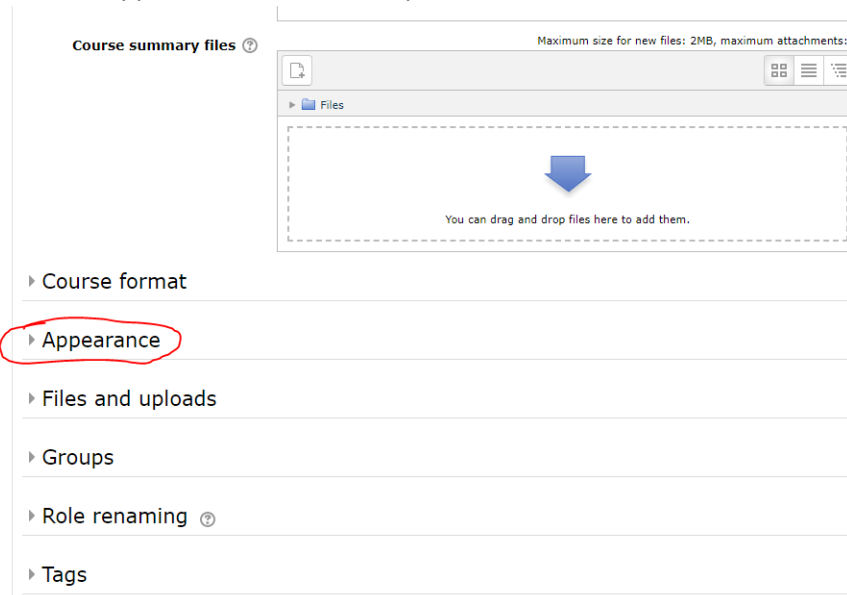 Course summary files
Maximum size for new files: 2MB, maximum attachments:
Files
You can drag and drop files here to add them.
Course format
Appearance
Files and uploads
Groups
Role renaming
Tags